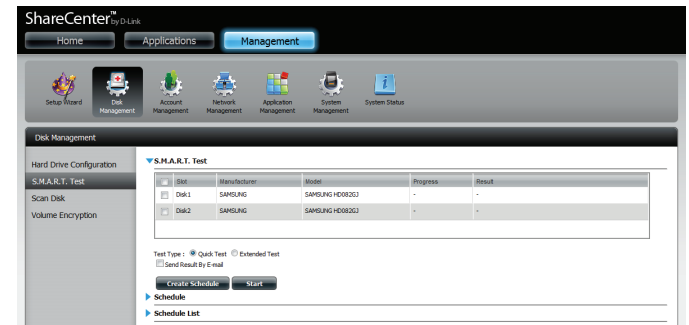 ShareCenter™ by D-Link
Home Applications Management
Setup Wizard Disk Management Account Management Network Management Application Management System Management System Status
Disk Management
Hard Drive Configuration
S.M.A.R.T. Test
Scan Disk
Volume Encryption
S.M.A.R.T. Test
Slot Manufacturer Model Progress Result
Disk1 SAMSUNG SAMSUNG HD082GJ - -
Disk2 SAMSUNG SAMSUNG HD082GJ - -
Test Type : Quick Test Extended Test
Send Result By E-mail
Create Schedule Start
Schedule
Schedule List